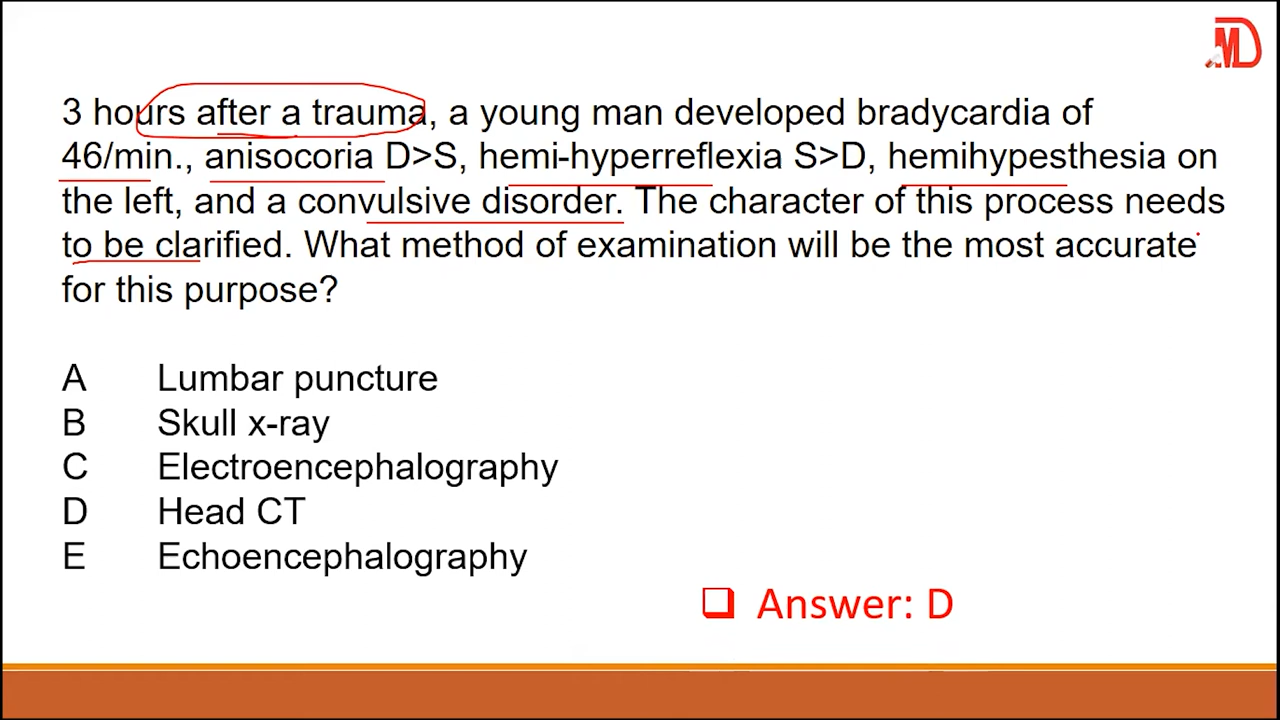 MD
3 hours after a trauma, a young man developed bradycardia of
46/min., anisocoria D>S, hemi-hyperreflexia S>D, hemihypesthesia on
the left, and a convulsive disorder. The character of this process needs
to be clarified. What method of examination will be the most accurate
for this purpose?
A Lumbar puncture
B Skull x-ray
C Electroencephalography
D Head CT
E Echoencephalography
❑ Answer: D